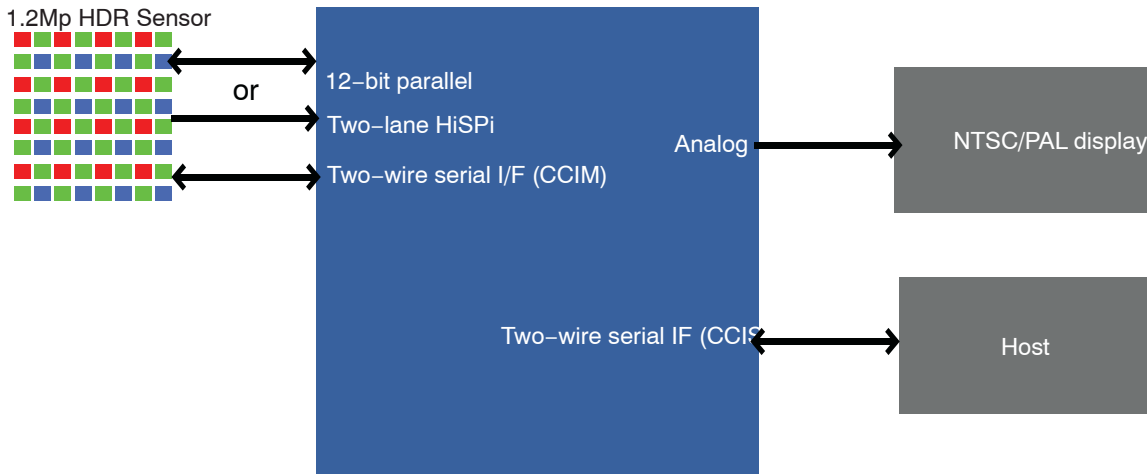 1.2Mp HDR Sensor
12−bit parallel
or
Two−lane HiSPi
Analog
NTSC/PAL display
Two−wire serial I/F (CCIM)
Two−wire serial IF (CCIS
Host